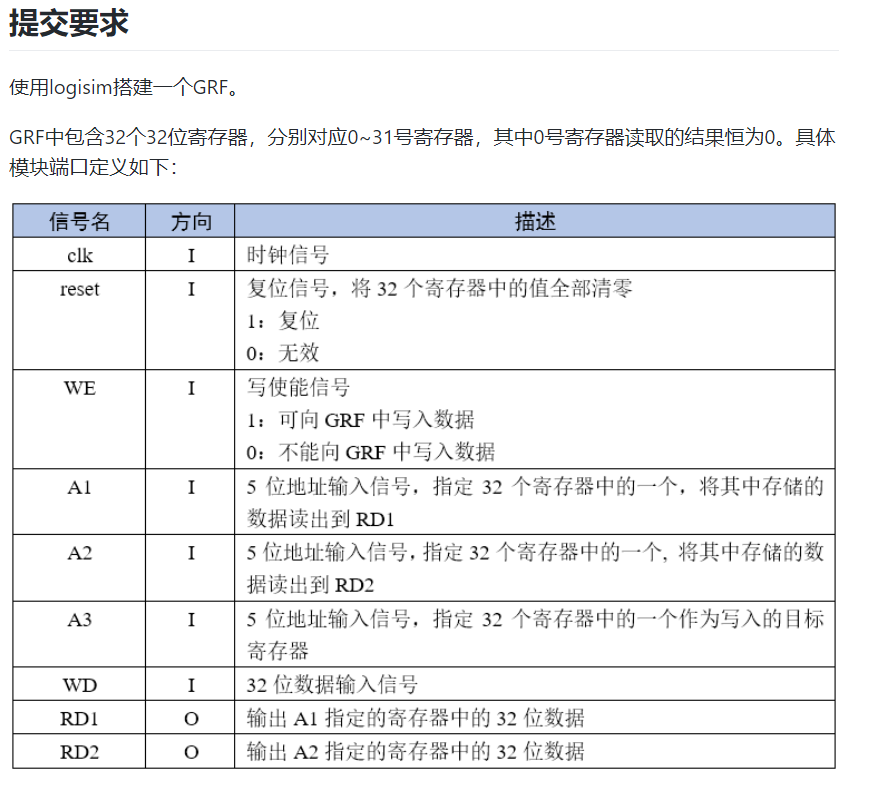 提交要求
使用logisim搭建一个GRF。
GRF中包含32个32位寄存器，分别对应0~31号寄存器，其中0号寄存器读取的结果恒为0。具体
模块端口定义如下：
信号名 方向 描述
clk I 时钟信号
reset I 复位信号，将 32 个寄存器中的值全部清零
1：复位
0：无效
WE I 写使能信号
1：可向 GRF 中写入数据
0：不能向 GRF 中写入数据
A1 I 5 位地址输入信号，指定 32 个寄存器中的一个，将其中存储的
数据读出到 RD1
A2 I 5 位地址输入信号，指定 32 个寄存器中的一个，将其中存储的数
据读出到 RD2
A3 I 5 位地址输入信号，指定 32 个寄存器中的一个作为写入的目标
寄存器
WD I 32 位数据输入信号
RD1 O 输出 A1 指定的寄存器中的 32 位数据
RD2 O 输出 A2 指定的寄存器中的 32 位数据